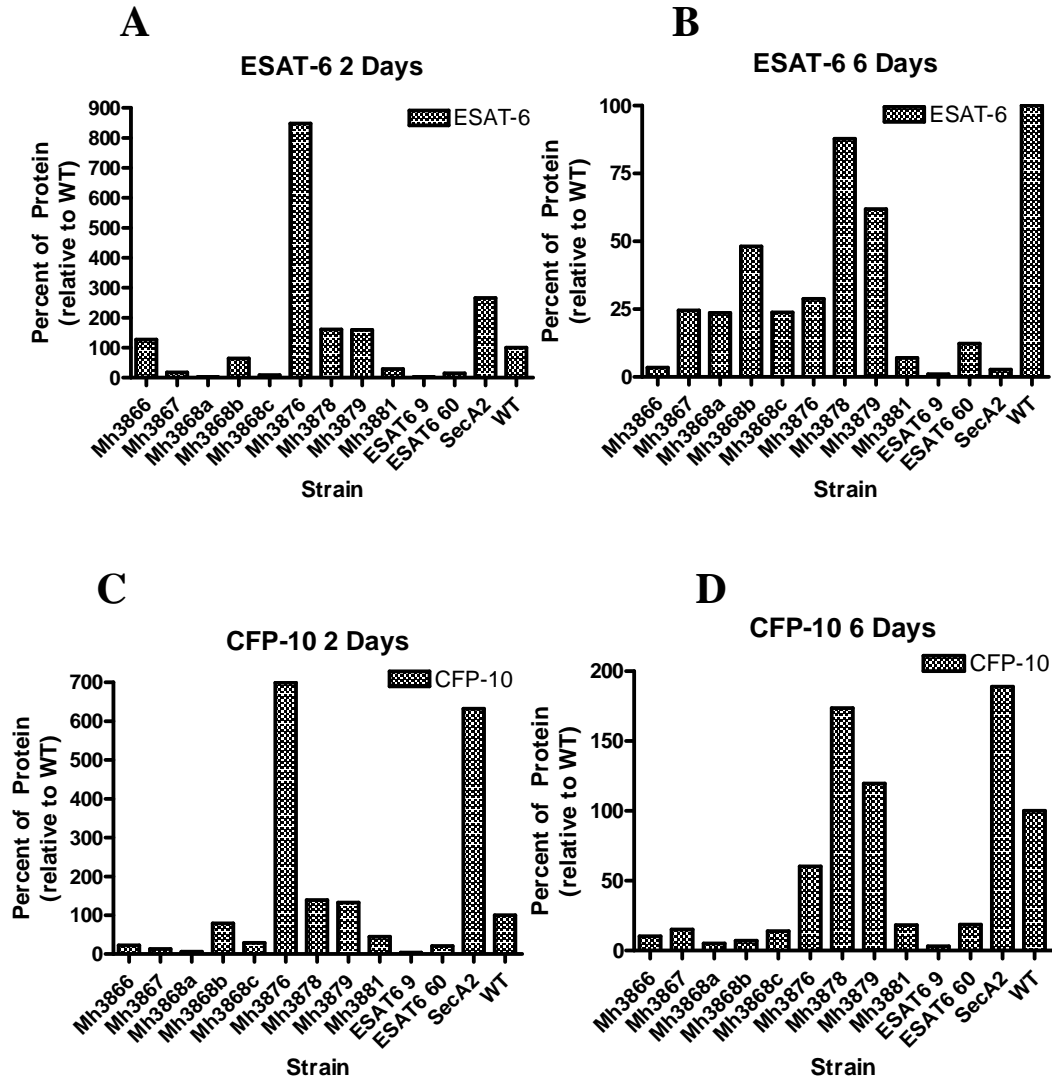 A
ESAT-6 2 Days
ESAT-6
900
800
700
600
500
400
300
200
100
0
Percent of Protein
(relative to WT)
Mh3866
Mh3867
Mh3868a
Mh3868b
Mh3868c
Mh3876
Mh3878
Mh3879
Mh3881
ESAT6 9
ESAT6 60
SecA2
WT
Strain
B
ESAT-6 6 Days
ESAT-6
100
75
50
25
0
Percent of Protein
(relative to WT)
Mh3866
Mh3867
Mh3868a
Mh3868b
Mh3868c
Mh3876
Mh3878
Mh3879
Mh3881
ESAT6 9
ESAT6 60
SecA2
WT
Strain
C
CFP-10 2 Days
CFP-10
700
600
500
400
300
200
100
0
Percent of Protein
(relative to WT)
Mh3866
Mh3867
Mh3868a
Mh3868b
Mh3868c
Mh3876
Mh3878
Mh3879
Mh3881
ESAT6 9
ESAT6 60
SecA2
WT
Strain
D
CFP-10 6 Days
CFP-10
200
150
100
50
0
Percent of Protein
(relative to WT)
Mh3866
Mh3867
Mh3868a
Mh3868b
Mh3868c
Mh3876
Mh3878
Mh3879
Mh3881
ESAT6 9
ESAT6 60
SecA2
WT
Strain